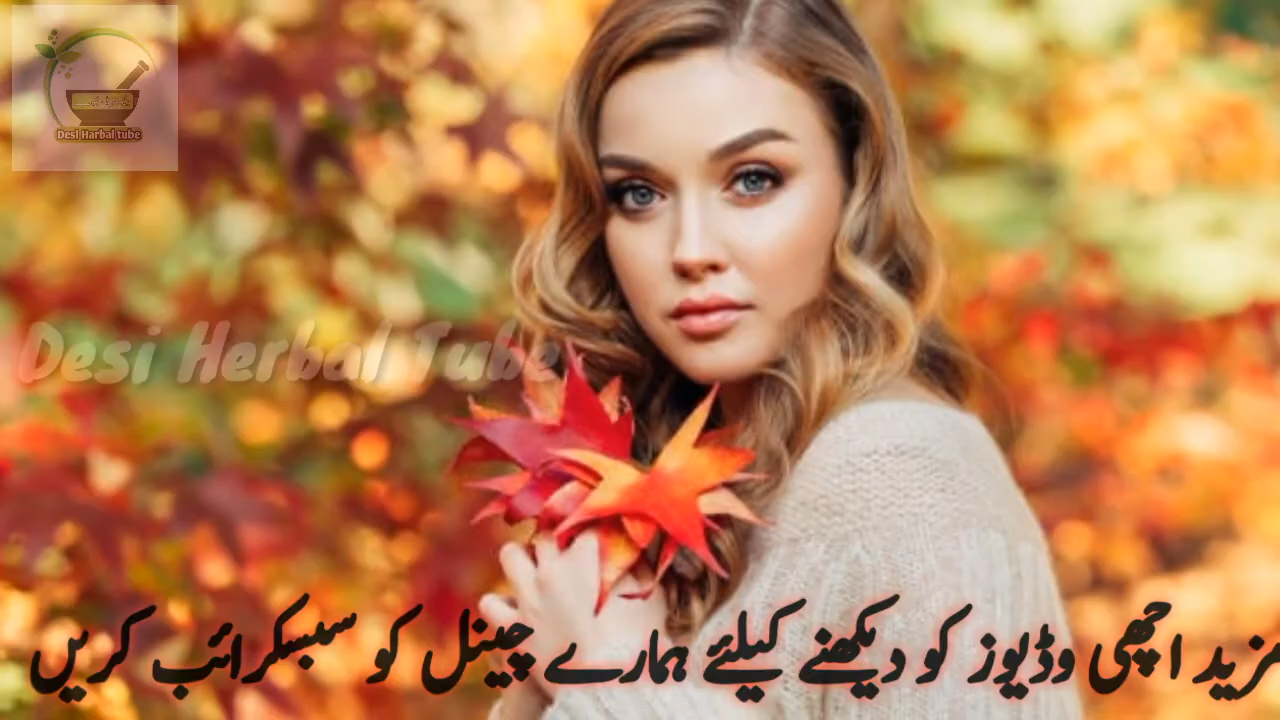 Desi Harbal tube
Desi Herbal Tube
مزید اچھی وڈیوز کو دیکھنے کیلئے ہمارے چینل کو سبسکرائب کریں